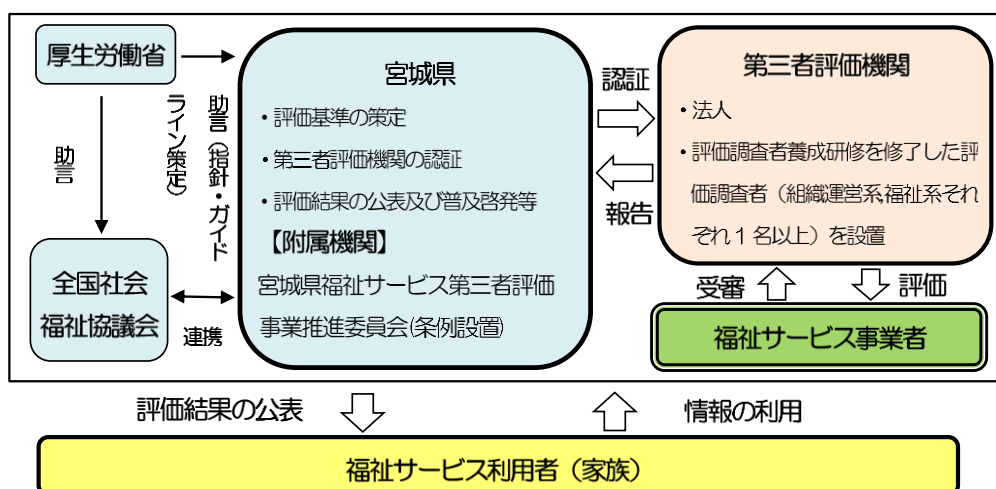 厚生労働省
助言
助言（指針・ガイド
ライン策定）
全国社会
福祉協議会
連携
宮城県
・評価基準の策定
・第三者評価機関の認証
・評価結果の公表及び普及啓発等
【附属機関】
宮城県福祉サービス第三者評価
事業推進委員会(条例設置)
認証
報告
第三者評価機関
・法人
・評価調査者養成研修を修了した評
価調査者（組織運営系,福祉系それ
ぞれ１名以上）を設置
受審
評価
福祉サービス事業者
評価結果の公表
情報の利用
福祉サービス利用者（家族）